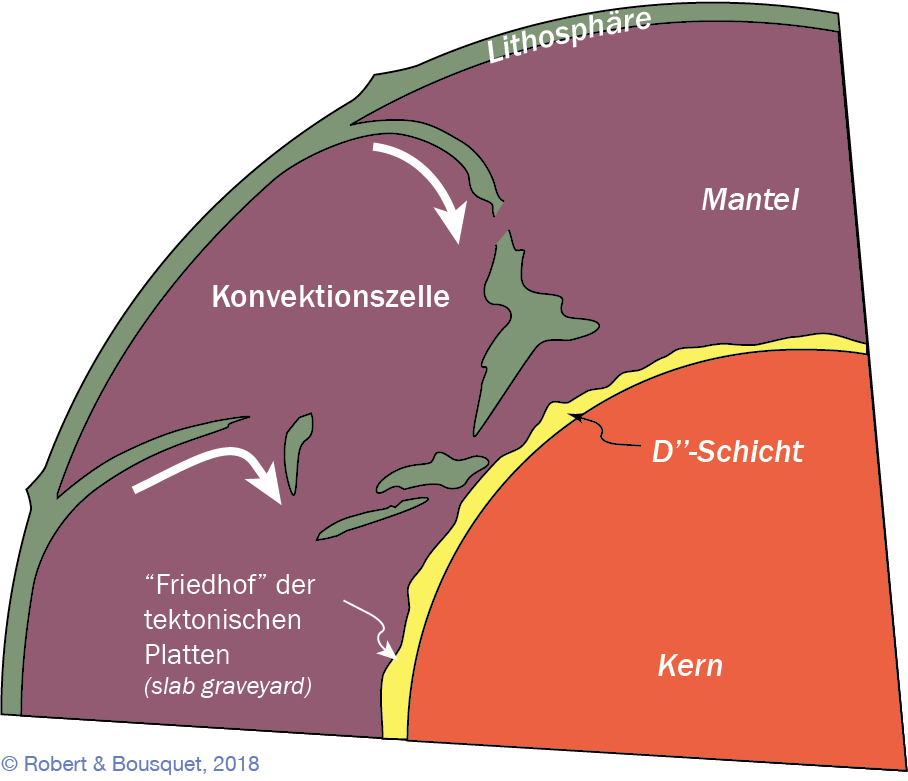 Lithosphäre
Mantel
Konvektionszelle
D’’-Schicht
“Friedhof” der
tektonischen
Platten
(slab graveyard)
Kern
© Robert & Bousquet, 2018